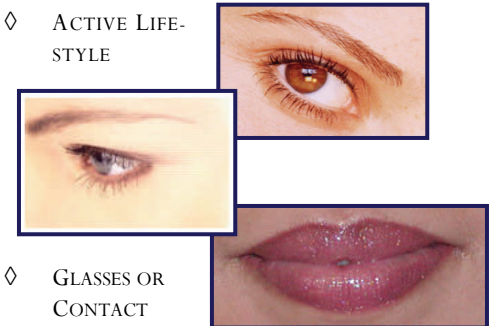 ◊ ACTIVE LIFE-
STYLE
◊ GLASSES OR
CONTACT